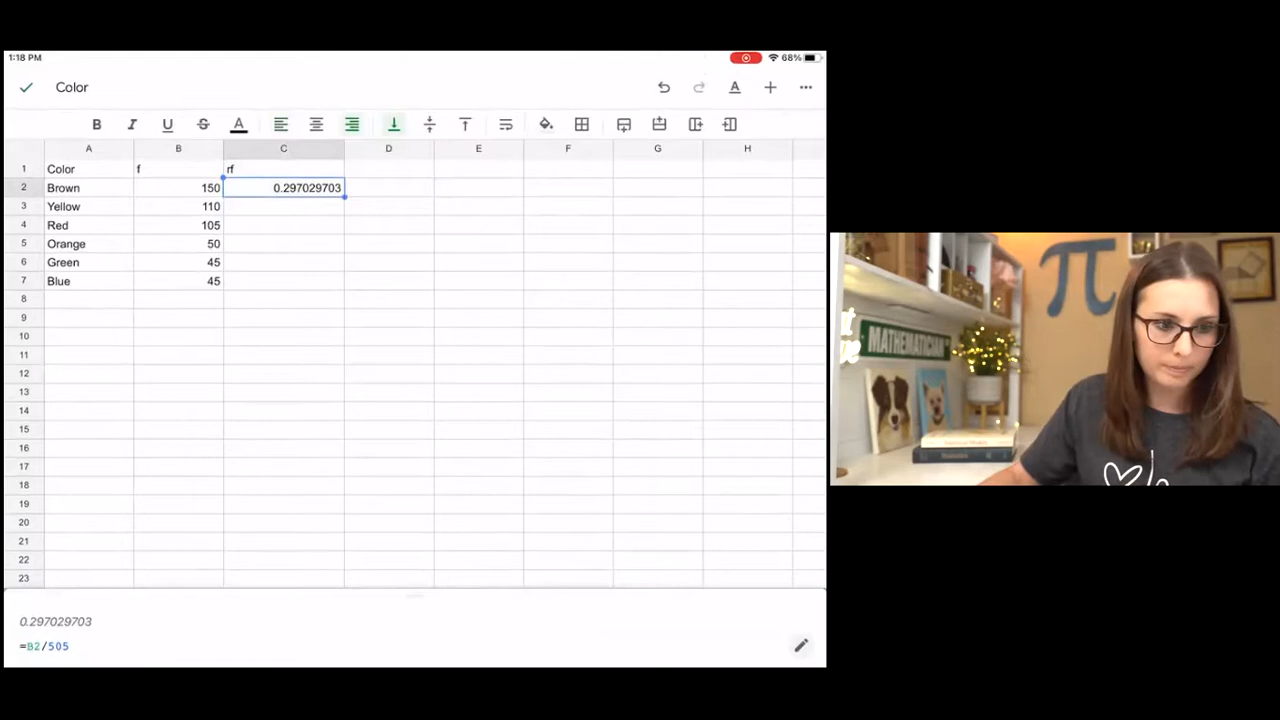 1:18 PM
68%
Color
B I U S A
A B C D E F G H
1 Color f rf
2 Brown 150 0.297029703
3 Yellow 110
4 Red 105
5 Orange 50
6 Green 45
7 Blue 45
8
9
10
11
12
13
14
15
16
17
18
19
20
21
22
23
0.297029703
=B2/505
π
MATHEMATICIAN